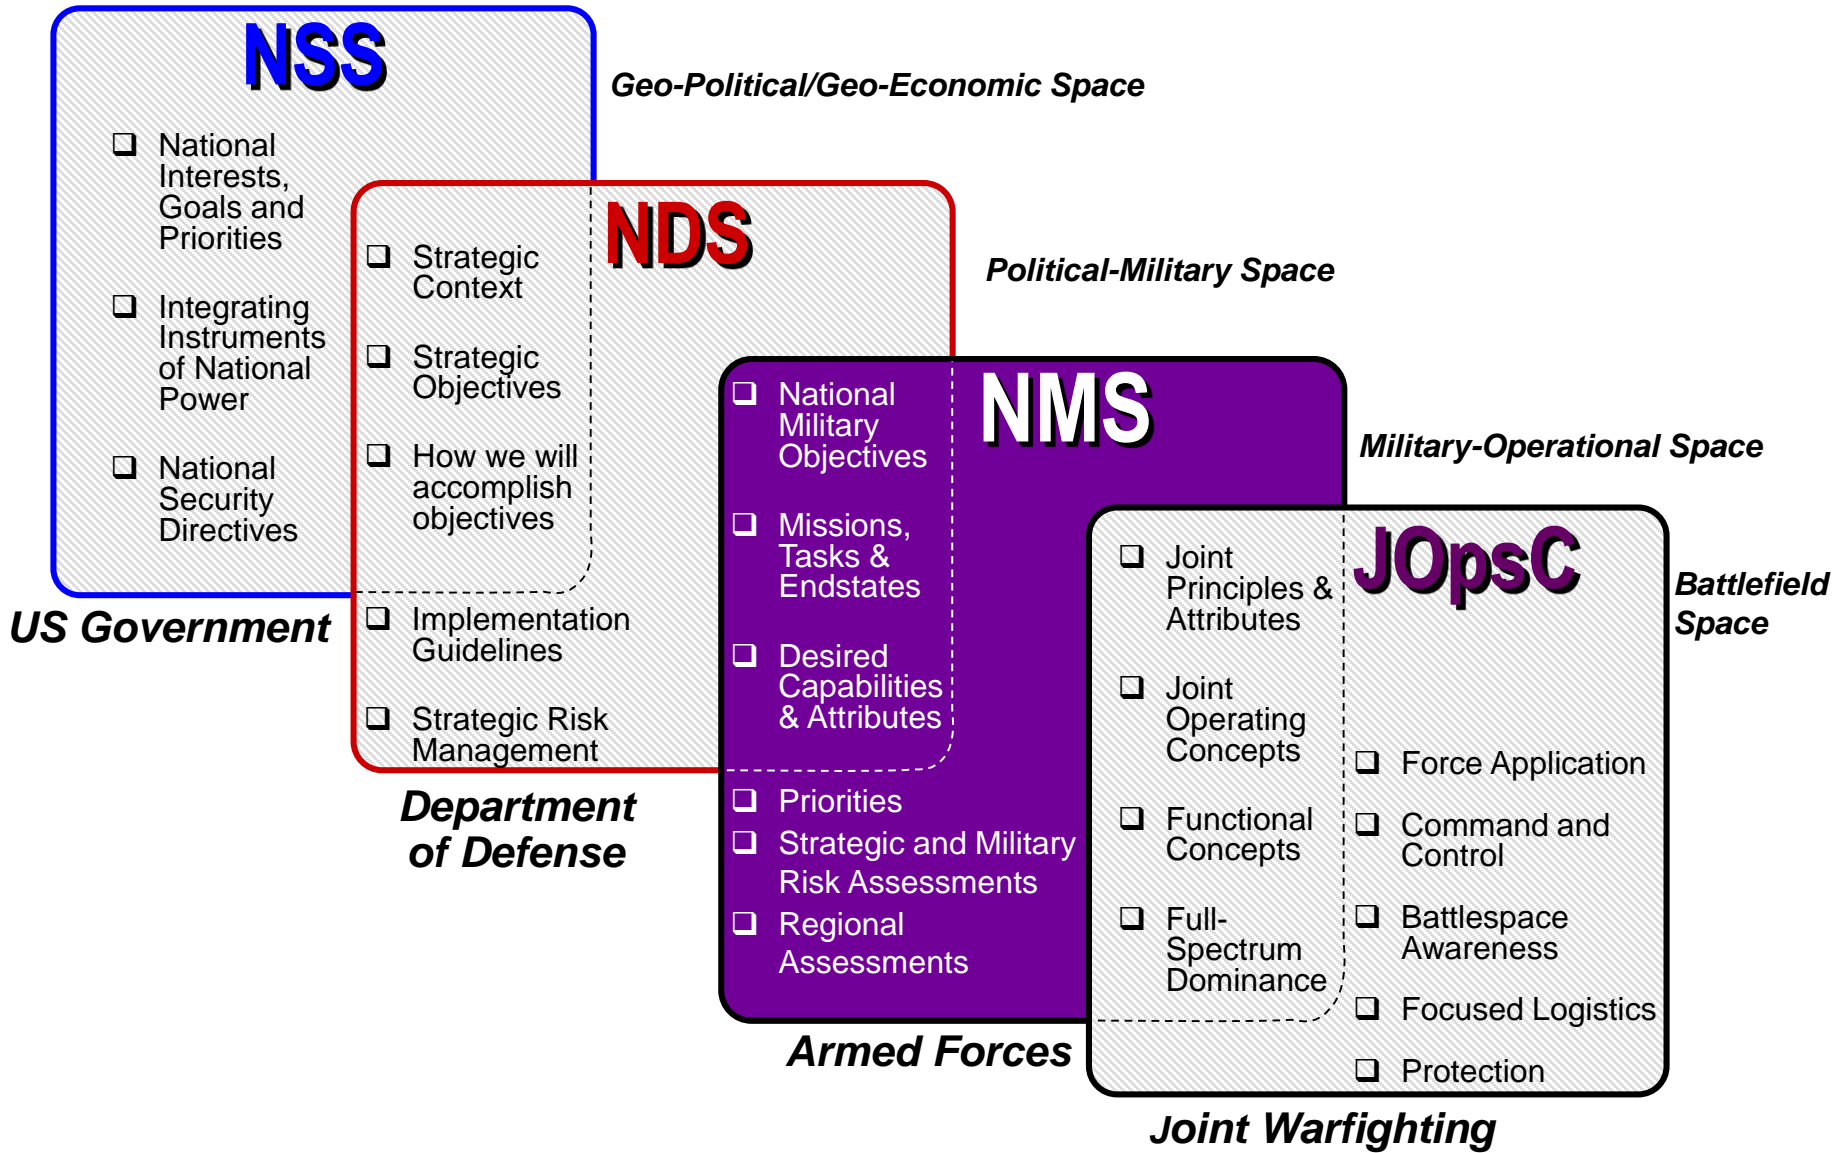 NSS
Geo-Political/Geo-Economic Space
❑ National
Interests,
Goals and
Priorities
❑ Integrating
Instruments
of National
Power
❑ National
Security
Directives
US Government
NDS
Political-Military Space
❑ Strategic
Context
❑ Strategic
Objectives
❑ How we will
accomplish
objectives
❑ Implementation
Guidelines
❑ Strategic Risk
Management
Department
of Defense
NMS
Military-Operational Space
❑ National
Military
Objectives
❑ Missions,
Tasks &
Endstates
❑ Desired
Capabilities
& Attributes
❑ Priorities
❑ Strategic and Military
Risk Assessments
❑ Regional
Assessments
Armed Forces
JOpsC
Battlefield
Space
❑ Joint
Principles &
Attributes
❑ Joint
Operating
Concepts
❑ Functional
Concepts
❑ Full-
Spectrum
Dominance
❑ Force Application
❑ Command and
Control
❑ Battlespace
Awareness
❑ Focused Logistics
❑ Protection
Joint Warfighting